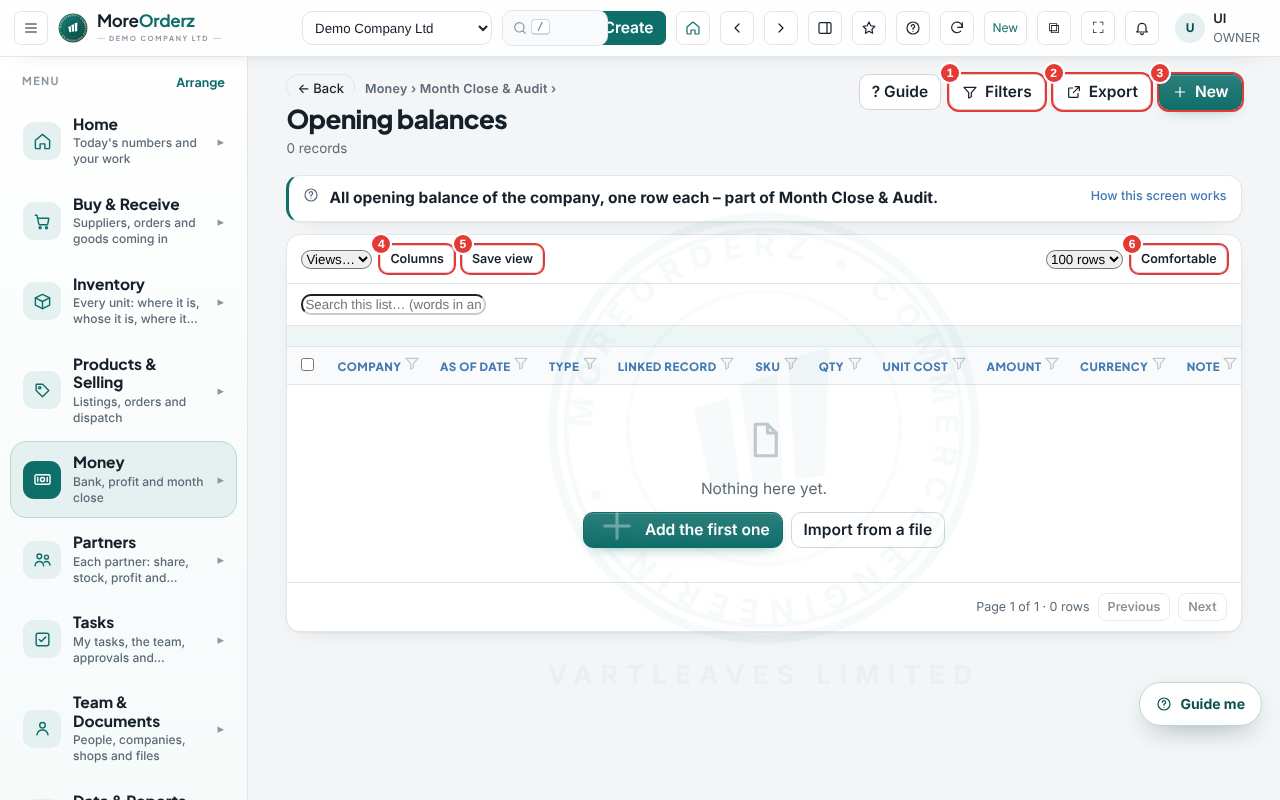 MoreOrderz
— DEMO COMPANY LTD —
Demo Company Ltd
/
Create
New
U
UI
OWNER
MENU
Arrange
Home
Today's numbers and
your work
Buy & Receive
Suppliers, orders and
goods coming in
Inventory
Every unit: where it is,
whose it is, where it...
Products &
Selling
Listings, orders and
dispatch
Money
Bank, profit and month
close
Partners
Each partner: share,
stock, profit and...
Tasks
My tasks, the team,
approvals and...
Team &
Documents
People, companies,
shops and files
Data & Reports
← Back
Money › Month Close & Audit ›
Opening balances
0 records
? Guide
1
Filters
2
Export
3
+ New
All opening balance of the company, one row each – part of Month Close & Audit.
How this screen works
Views...
4
Columns
5
Save view
100 rows
6
Comfortable
Search this list... (words in an
COMPANY
AS OF DATE
TYPE
LINKED RECORD
SKU
QTY
UNIT COST
AMOUNT
CURRENCY
NOTE
Nothing here yet.
+ Add the first one
Import from a file
Page 1 of 1 · 0 rows
Previous
Next
MOREORDERZ • COMMERCE ENGINEERING •
VARTLEAVES LIMITED
Guide me